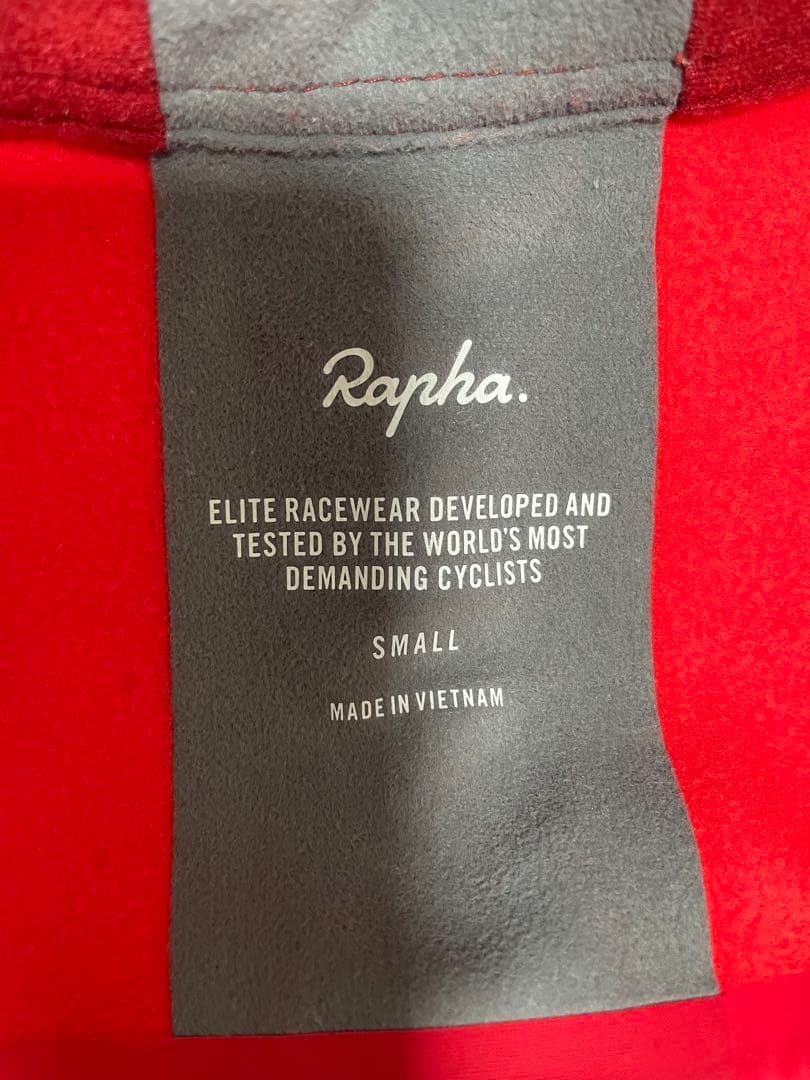 Rapha.
ELITE RACEWEAR DEVELOPED AND
TESTED BY THE WORLD'S MOST
DEMANDING CYCLISTS
SMALL
MADE IN VIETNAM